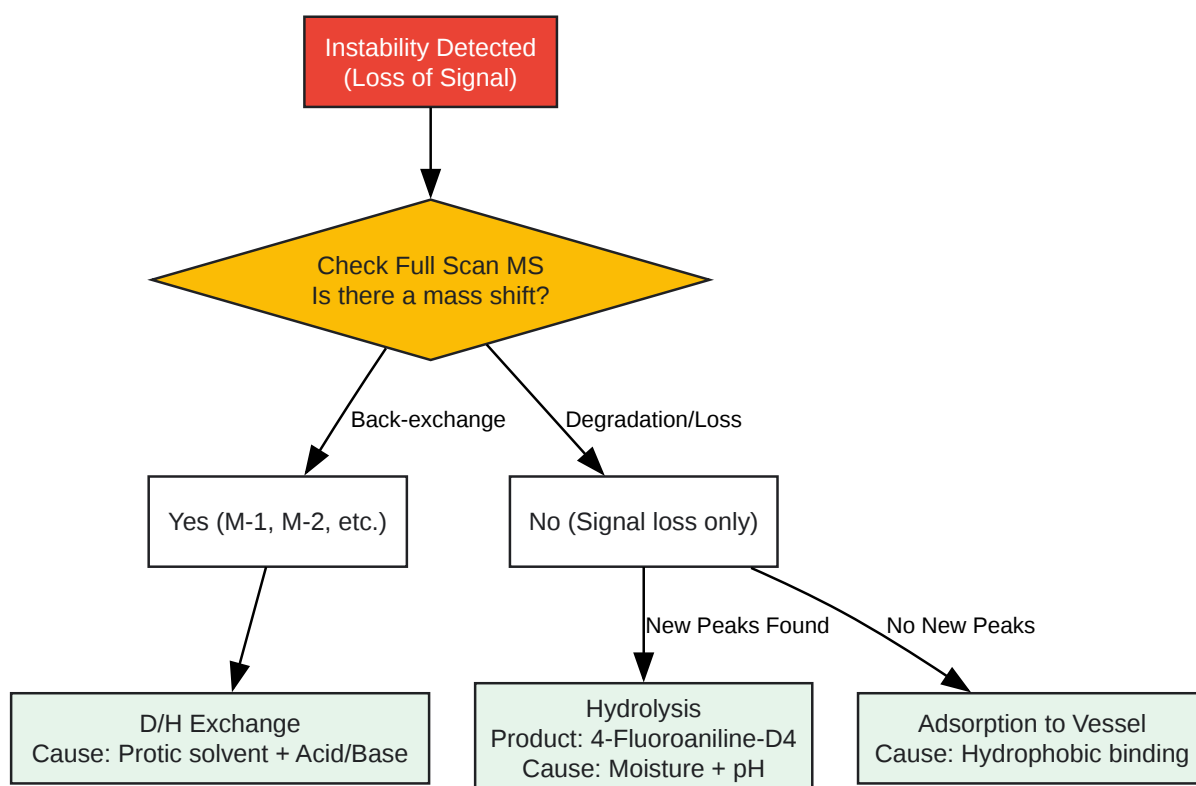 Instability Detected
(Loss of Signal)
Check Full Scan MS
Is there a mass shift?
Back-exchange
Degradation/Loss
Yes (M-1, M-2, etc.)
No (Signal loss only)
New Peaks Found
No New Peaks
D/H Exchange
Cause: Protic solvent + Acid/Base
Hydrolysis
Product: 4-Fluoroaniline-D4
Cause: Moisture + pH
Adsorption to Vessel
Cause: Hydrophobic binding